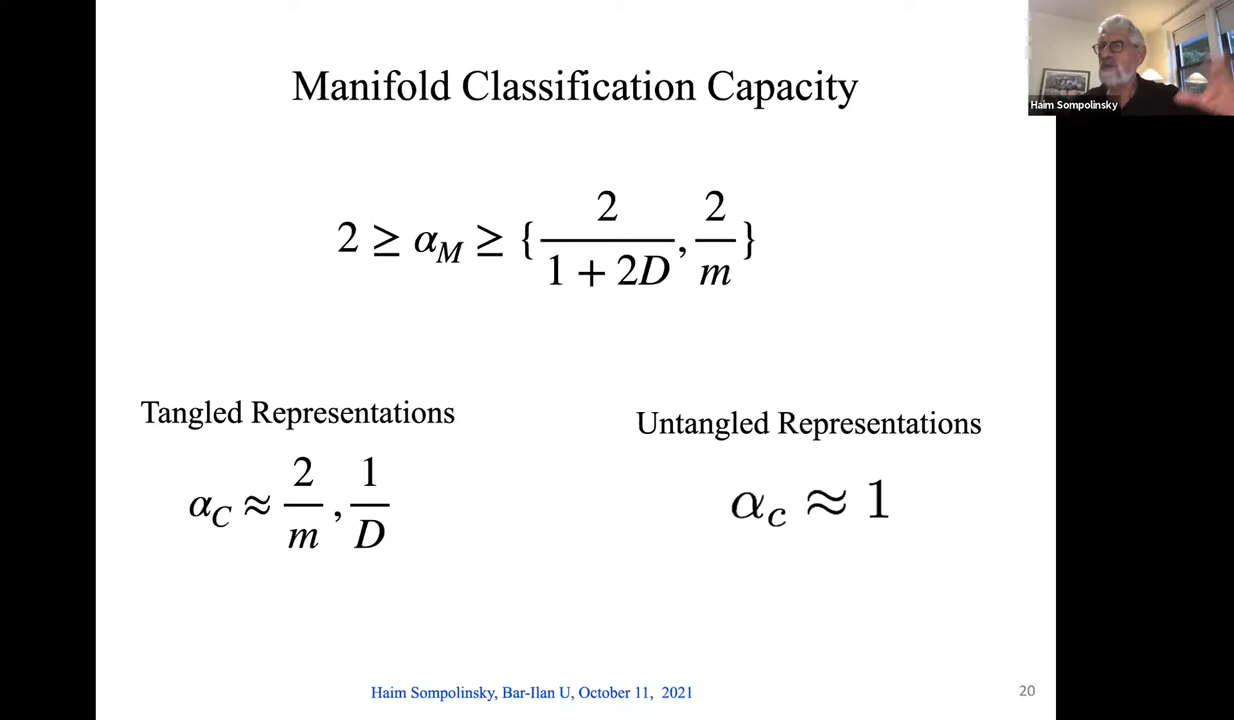 Manifold Classification Capacity
Haim Sompolinsky
2 ≥ α_M ≥ { 2/(1 + 2D), 2/m }
Tangled Representations
α_C ≈ 2/m, 1/D
Untangled Representations
α_c ≈ 1
Haim Sompolinsky, Bar-Ilan U, October 11, 2021
20